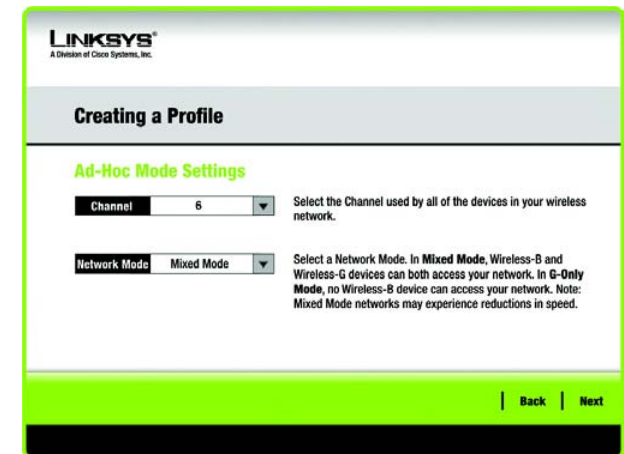 LINKSYS®
A Division of Cisco Systems, Inc.
Creating a Profile
Ad-Hoc Mode Settings
Channel 6
Select the Channel used by all of the devices in your wireless
network.
Network Mode Mixed Mode
Select a Network Mode. In Mixed Mode, Wireless-B and
Wireless-G devices can both access your network. In G-Only
Mode, no Wireless-B device can access your network. Note:
Mixed Mode networks may experience reductions in speed.
Back Next